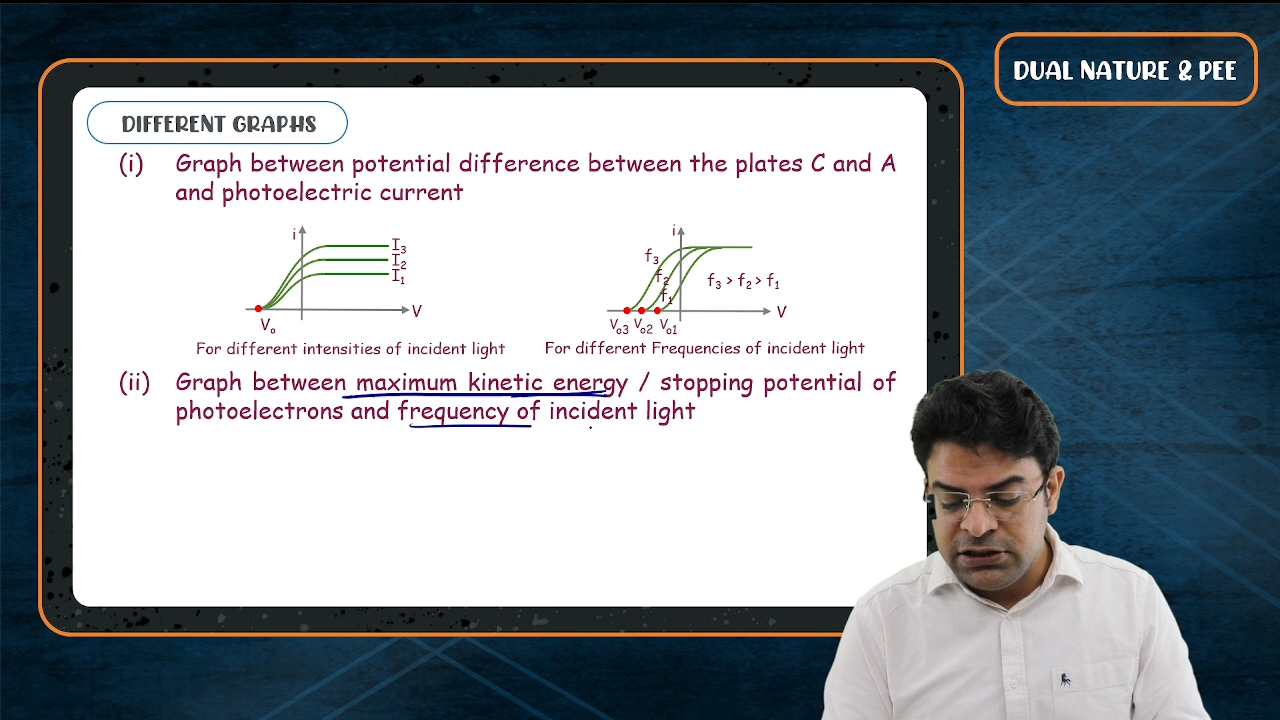 DUAL NATURE & PEE
DIFFERENT GRAPHS
(i) Graph between potential difference between the plates C and A
and photoelectric current
i
I₃
I₂
I₁
V
V₀
For different intensities of incident light
i
f₃
f₂
f₁
f₃ > f₂ > f₁
V
V₀₃ V₀₂ V₀₁
For different Frequencies of incident light
(ii) Graph between maximum kinetic energy / stopping potential of
photoelectrons and frequency of incident light